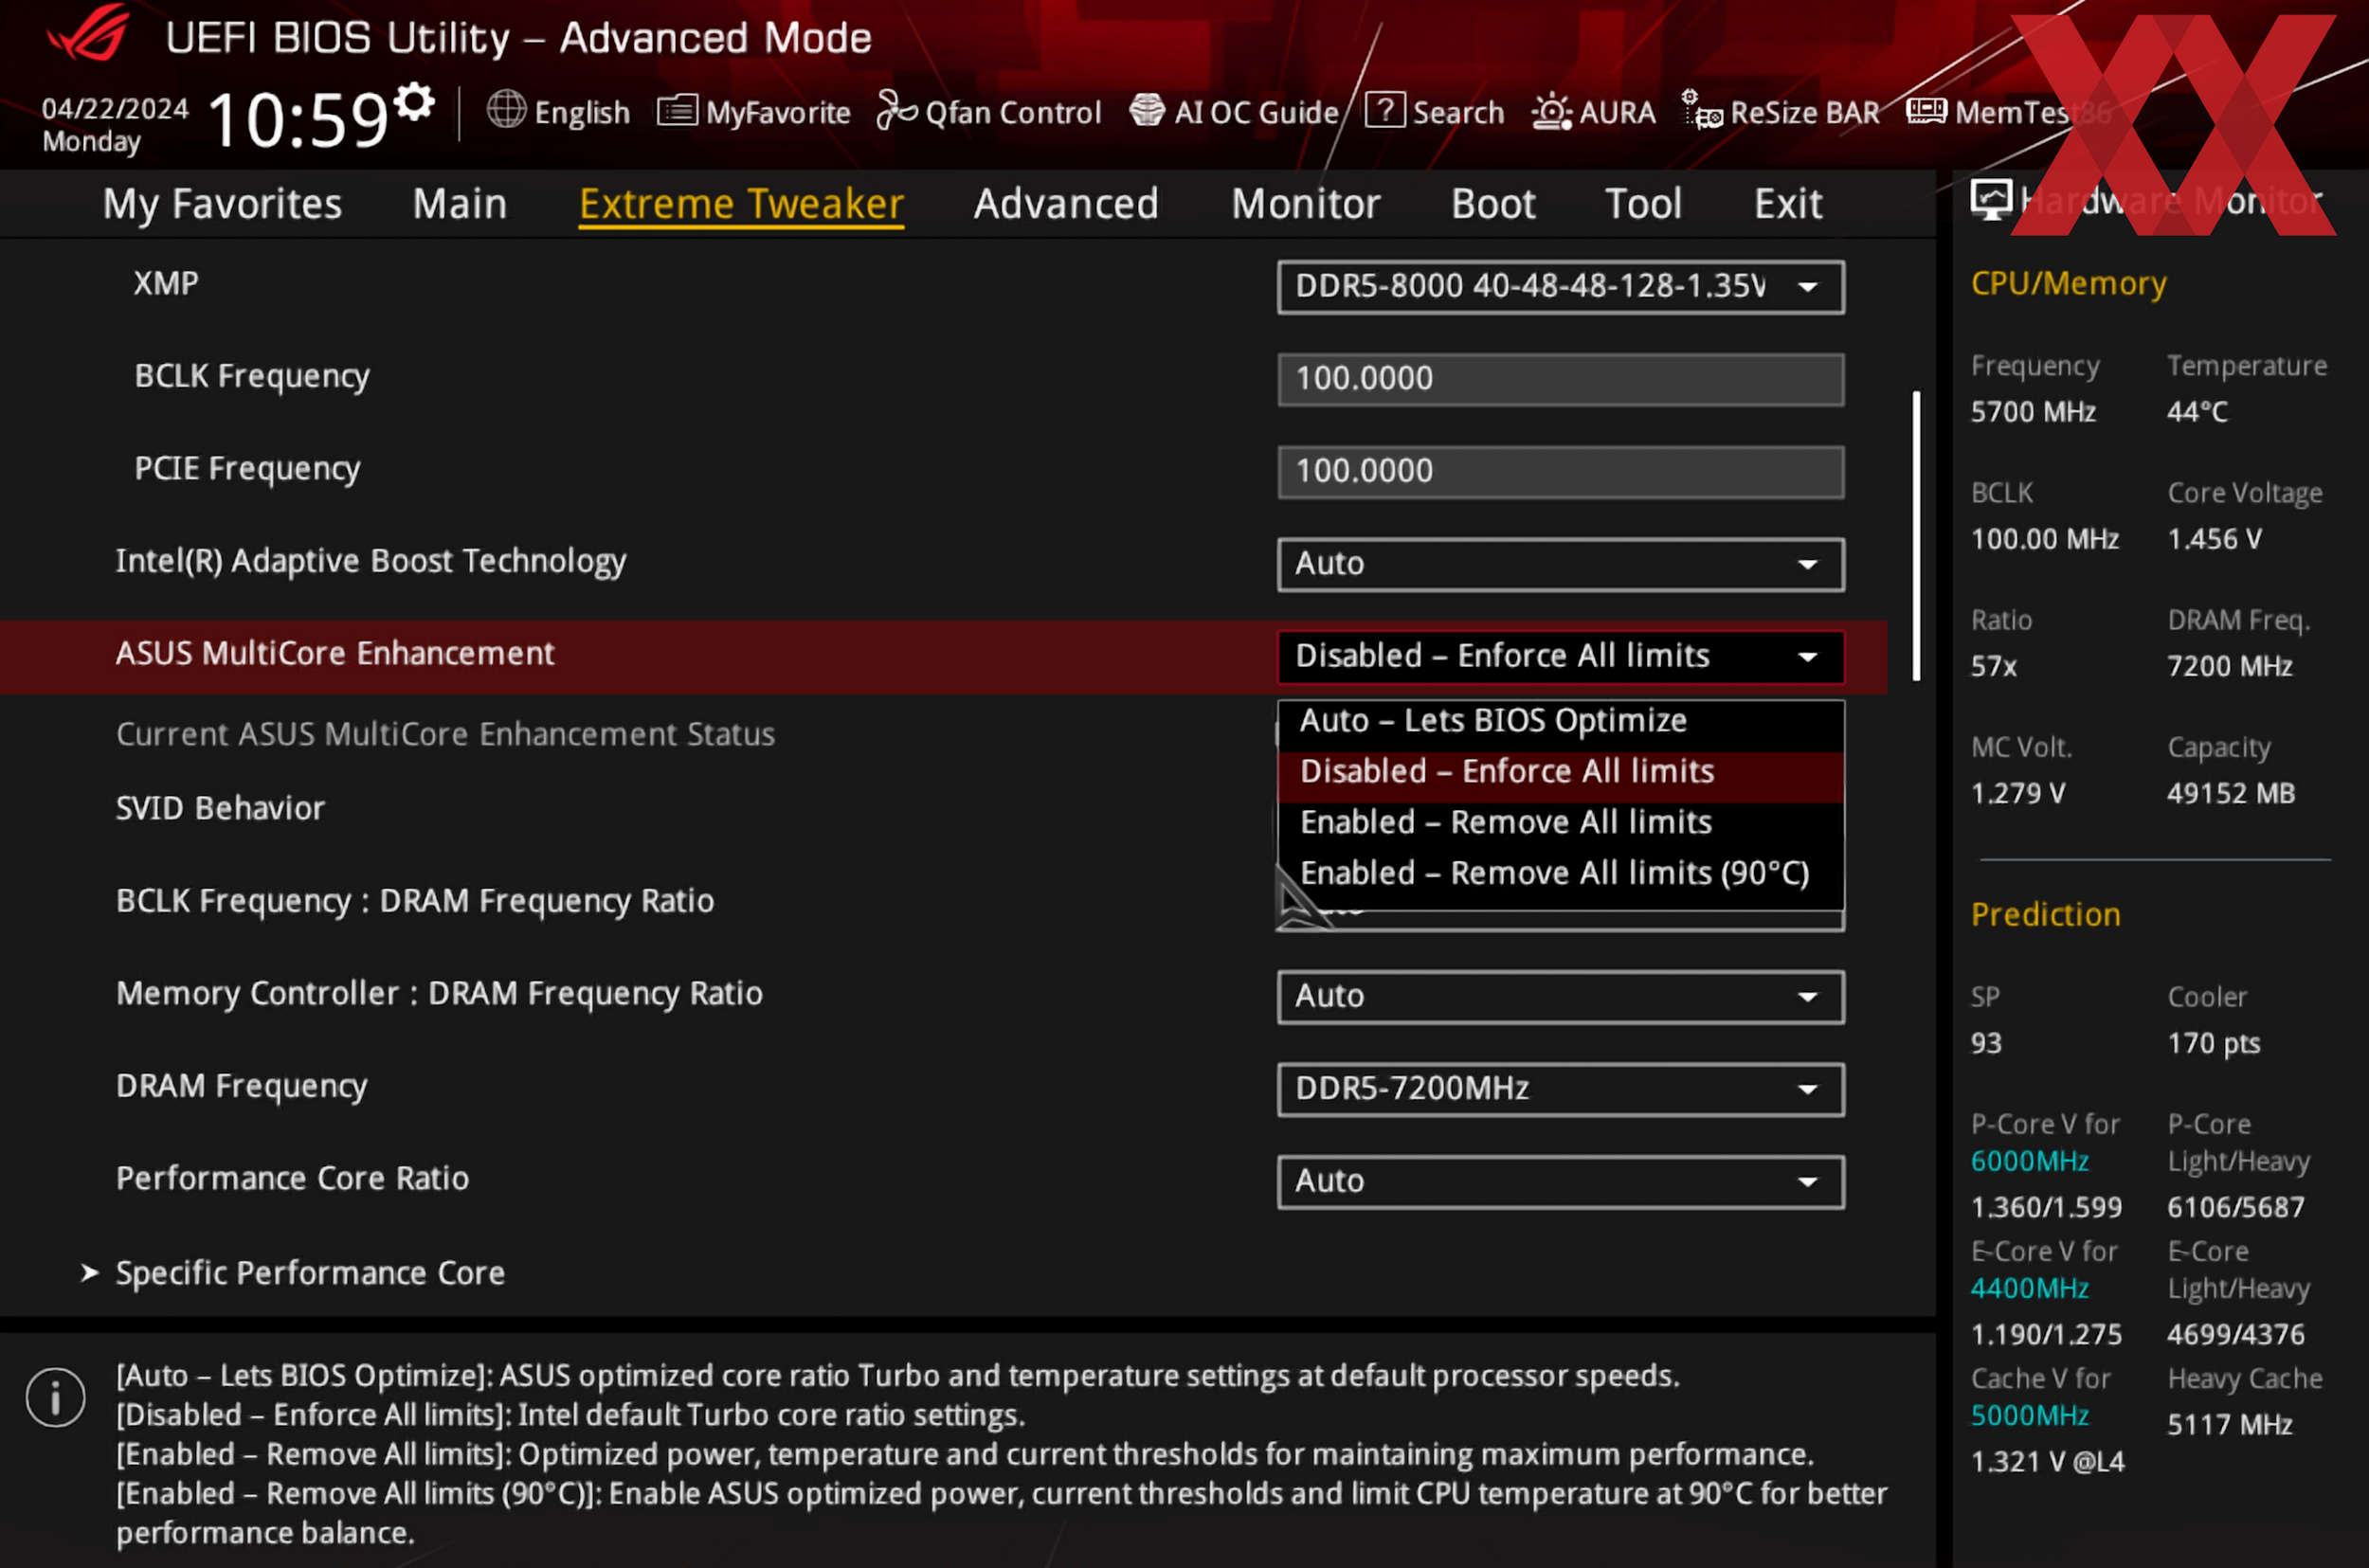 UEFI BIOS Utility – Advanced Mode
04/22/2024
Monday
10:59
English
MyFavorite
Qfan Control
AI OC Guide
Search
AURA
ReSize BAR
MemTest86
My Favorites
Main
Extreme Tweaker
Advanced
Monitor
Boot
Tool
Exit
Hardware Monitor
XMP
DDR5-8000 40-48-48-128-1.35V
BCLK Frequency
100.0000
PCIE Frequency
100.0000
Intel(R) Adaptive Boost Technology
Auto
ASUS MultiCore Enhancement
Disabled – Enforce All limits
Auto – Lets BIOS Optimize
Disabled – Enforce All limits
Enabled – Remove All limits
Enabled – Remove All limits (90°C)
Current ASUS MultiCore Enhancement Status
SVID Behavior
BCLK Frequency : DRAM Frequency Ratio
Memory Controller : DRAM Frequency Ratio
Auto
DRAM Frequency
DDR5-7200MHz
Performance Core Ratio
Auto
Specific Performance Core
[Auto – Lets BIOS Optimize]: ASUS optimized core ratio Turbo and temperature settings at default processor speeds.
[Disabled – Enforce All limits]: Intel default Turbo core ratio settings.
[Enabled – Remove All limits]: Optimized power, temperature and current thresholds for maintaining maximum performance.
[Enabled – Remove All limits (90°C)]: Enable ASUS optimized power, current thresholds and limit CPU temperature at 90°C for better
performance balance.
CPU/Memory
Frequency Temperature
5700 MHz 44°C
BCLK Core Voltage
100.00 MHz 1.456 V
Ratio DRAM Freq.
57x 7200 MHz
MC Volt. Capacity
1.279 V 49152 MB
Prediction
SP Cooler
93 170 pts
P-Core V for P-Core
6000MHz Light/Heavy
1.360/1.599 6106/5687
E-Core V for E-Core
4400MHz Light/Heavy
1.190/1.275 4699/4376
Cache V for Heavy Cache
5000MHz 5117 MHz
1.321 V @L4